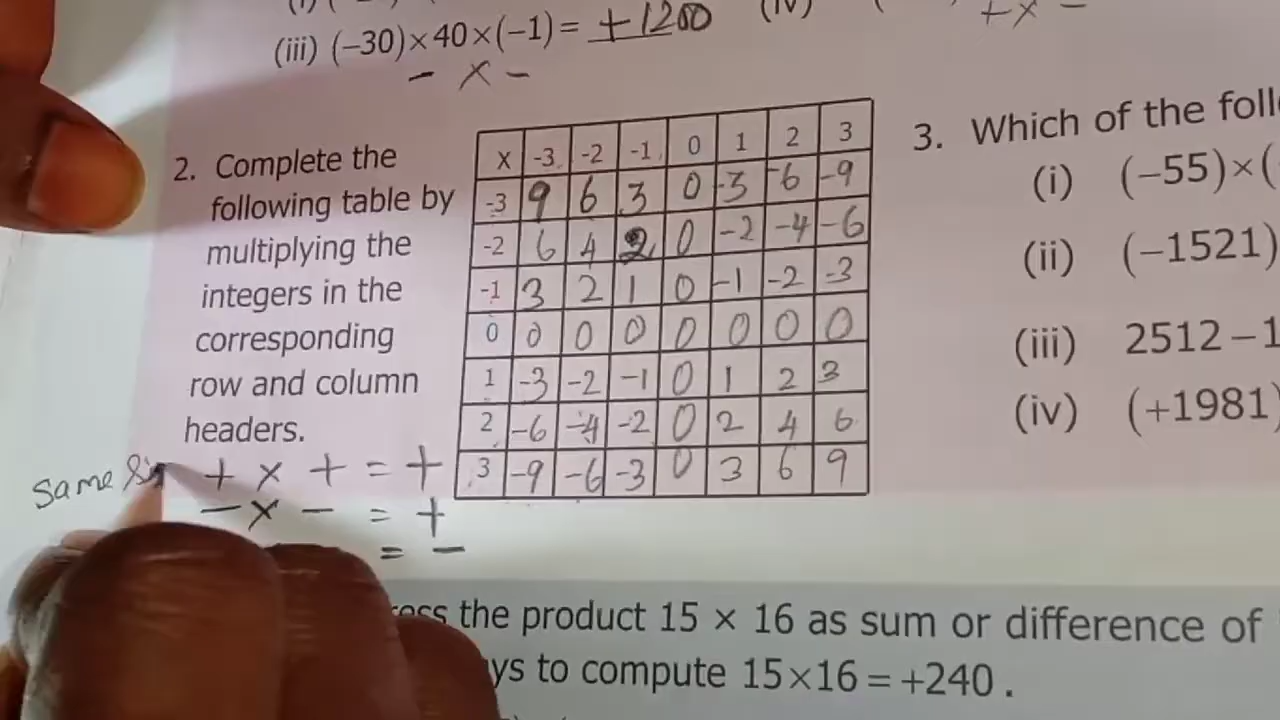 (iii) (−30)×40×(−1)= +1200 (iv)
− × − + × −
2. Complete the
following table by
multiplying the
integers in the
corresponding
row and column
headers.
X -3 -2 -1 0 1 2 3
-3 9 6 3 0 -3 -6 -9
-2 6 4 2 0 -2 -4 -6
-1 3 2 1 0 -1 -2 -3
0 0 0 0 0 0 0 0
1 -3 -2 -1 0 1 2 3
2 -6 -4 -2 0 2 4 6
3 -9 -6 -3 0 3 6 9
Same + × + = +
− × − = +
= −
3. Which of the
(i) (−55)×(
(ii) (−1521)
(iii) 2512−1
(iv) (+1981)
the product 15 × 16 as sum or difference of
to compute 15×16=+240.